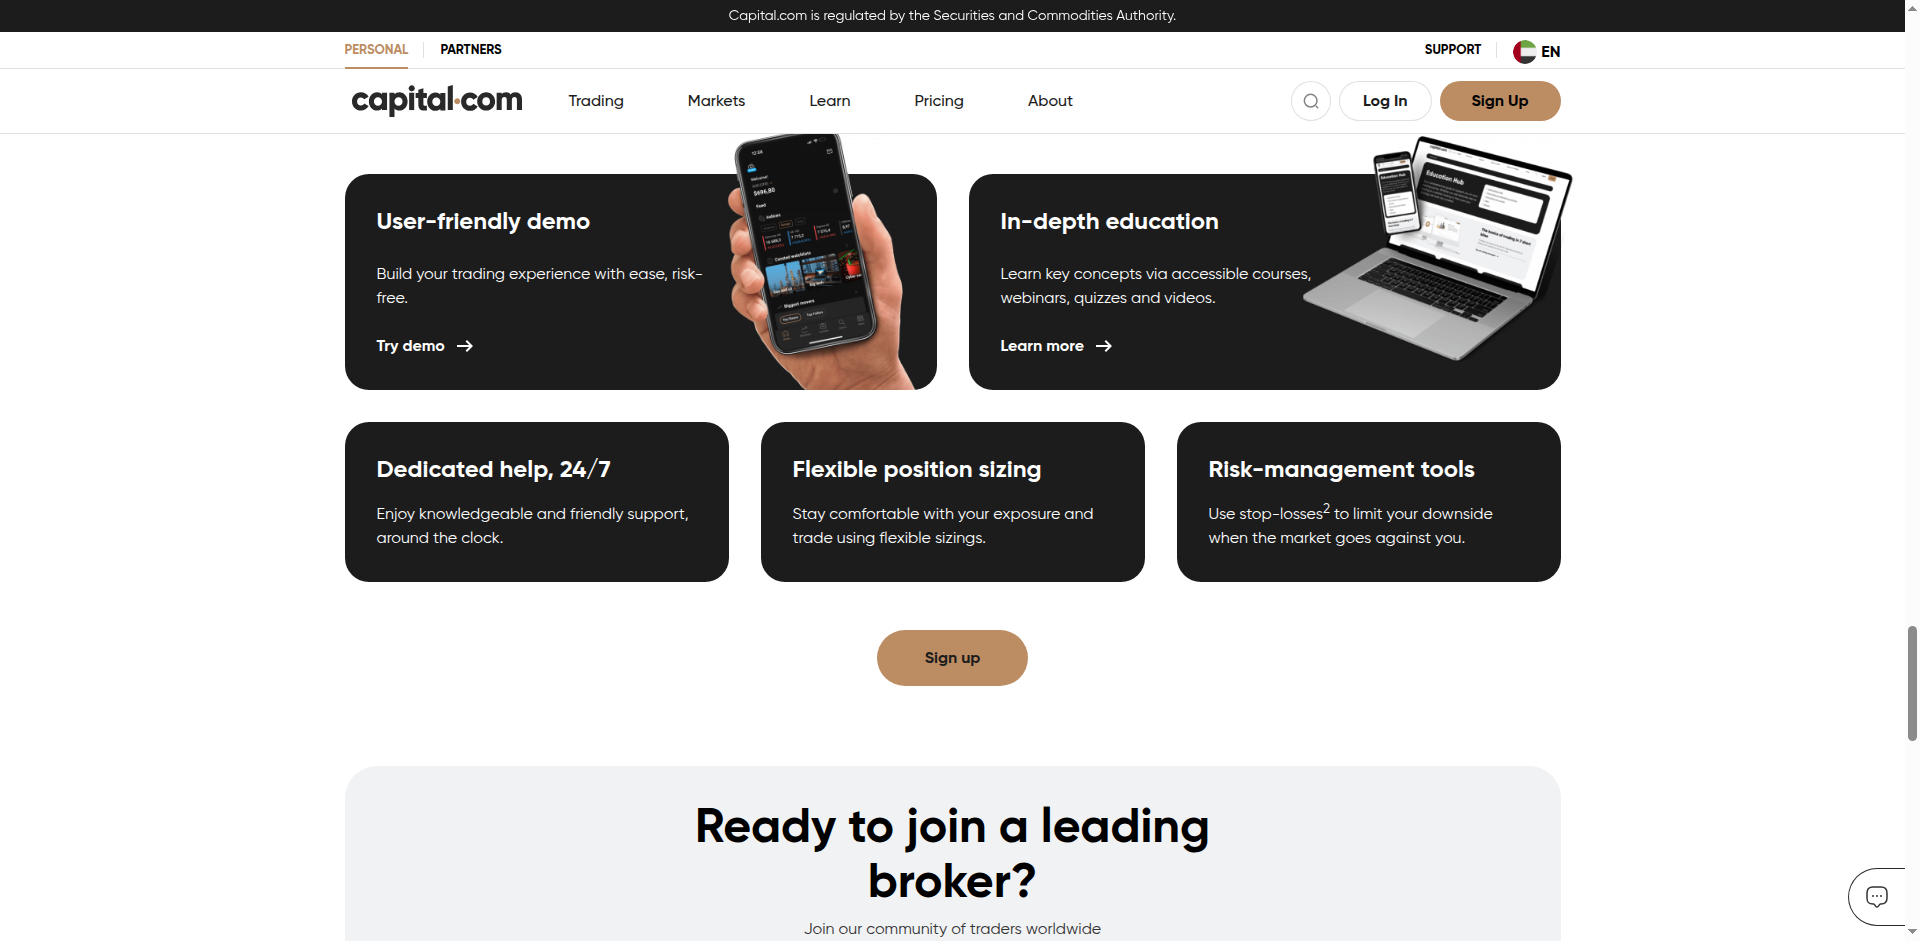 Capital.com is regulated by the Securities and Commodities Authority.
PERSONAL PARTNERS SUPPORT EN
capital.com Trading Markets Learn Pricing About Log In Sign Up
User-friendly demo
Build your trading experience with ease, risk-
free.
Try demo
In-depth education
Learn key concepts via accessible courses,
webinars, quizzes and videos.
Learn more
Education Hub
Dedicated help, 24/7
Enjoy knowledgeable and friendly support,
around the clock.
Flexible position sizing
Stay comfortable with your exposure and
trade using flexible sizings.
Risk-management tools
Use stop-losses² to limit your downside
when the market goes against you.
Sign up
Ready to join a leading
broker?
Join our community of traders worldwide